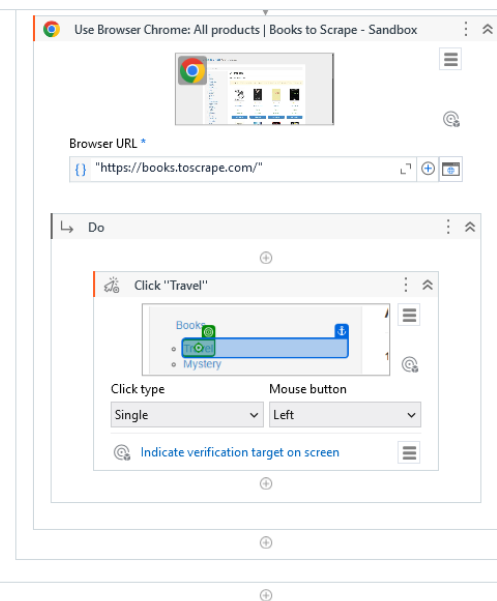 Use Browser Chrome: All products | Books to Scrape - Sandbox
Browser URL *
{} "https://books.toscrape.com/"
Do
Click "Travel"
Books
Travel
Mystery
Click type
Mouse button
Single
Left
Indicate verification target on screen